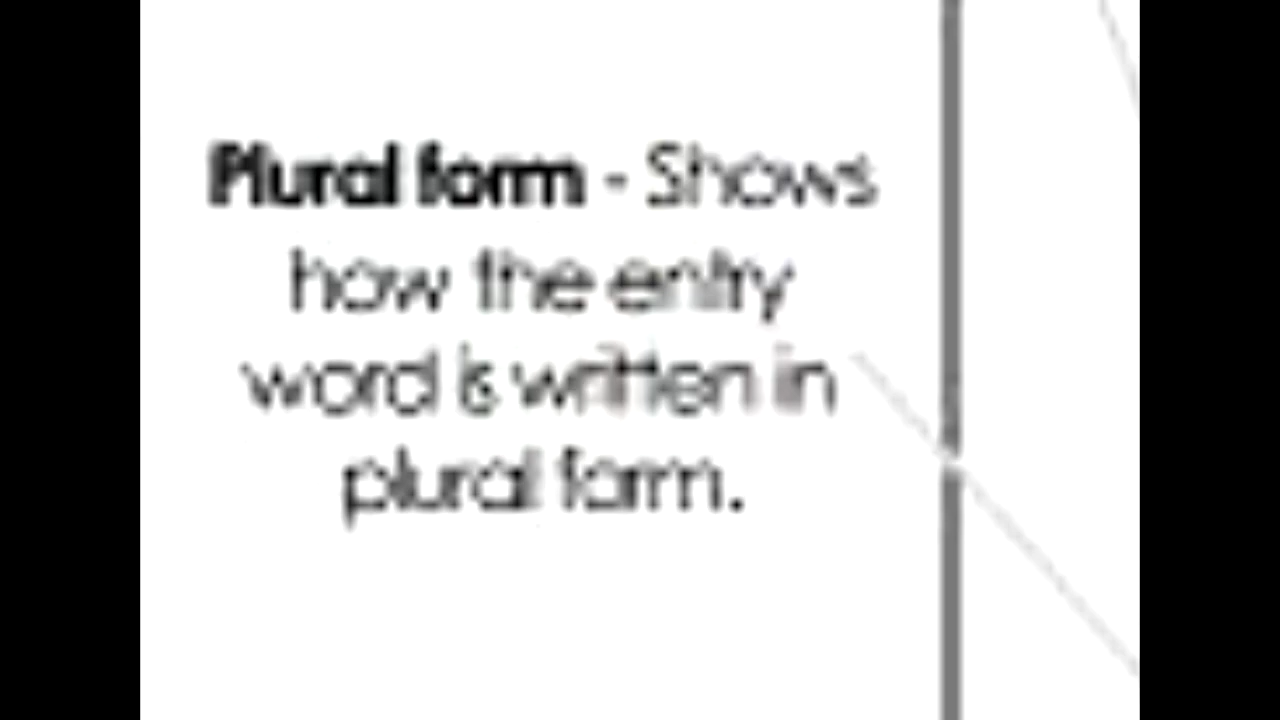 Plural form - Shows
how the entry
word is written in
plural form.